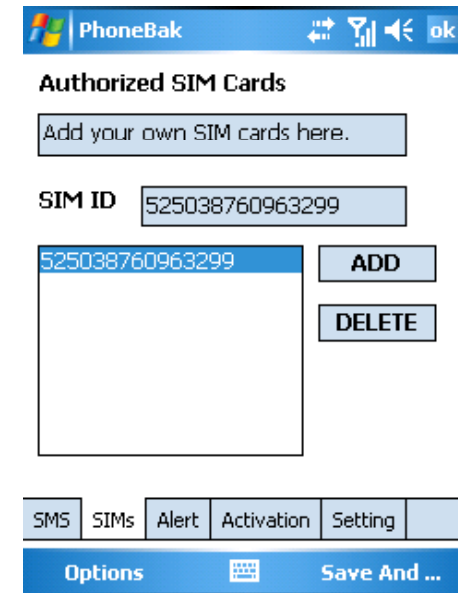 PhoneBak ok
Authorized SIM Cards
Add your own SIM cards here.
SIM ID 525038760963299
525038760963299 ADD
DELETE
SMS SIMs Alert Activation Setting
Options Save And ...